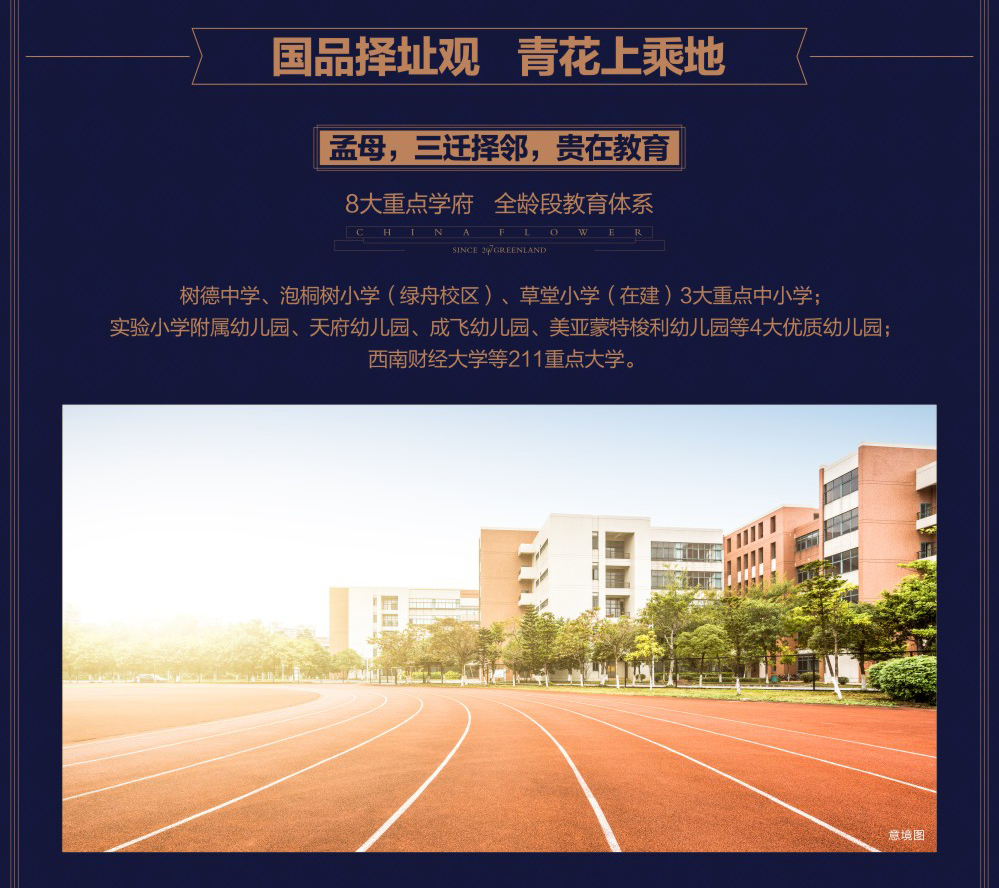 国品择址观 青花上乘地
孟母，三迁择邻，贵在教育
8大重点学府 全龄段教育体系
CHINA FLOWER
SINCE GREENLAND
树德中学、泡桐树小学（绿舟校区）、草堂小学（在建）3大重点中小学；
实验小学附属幼儿园、天府幼儿园、成飞幼儿园、美亚蒙特梭利幼儿园等4大优质幼儿园；
西南财经大学等211重点大学。
意境图